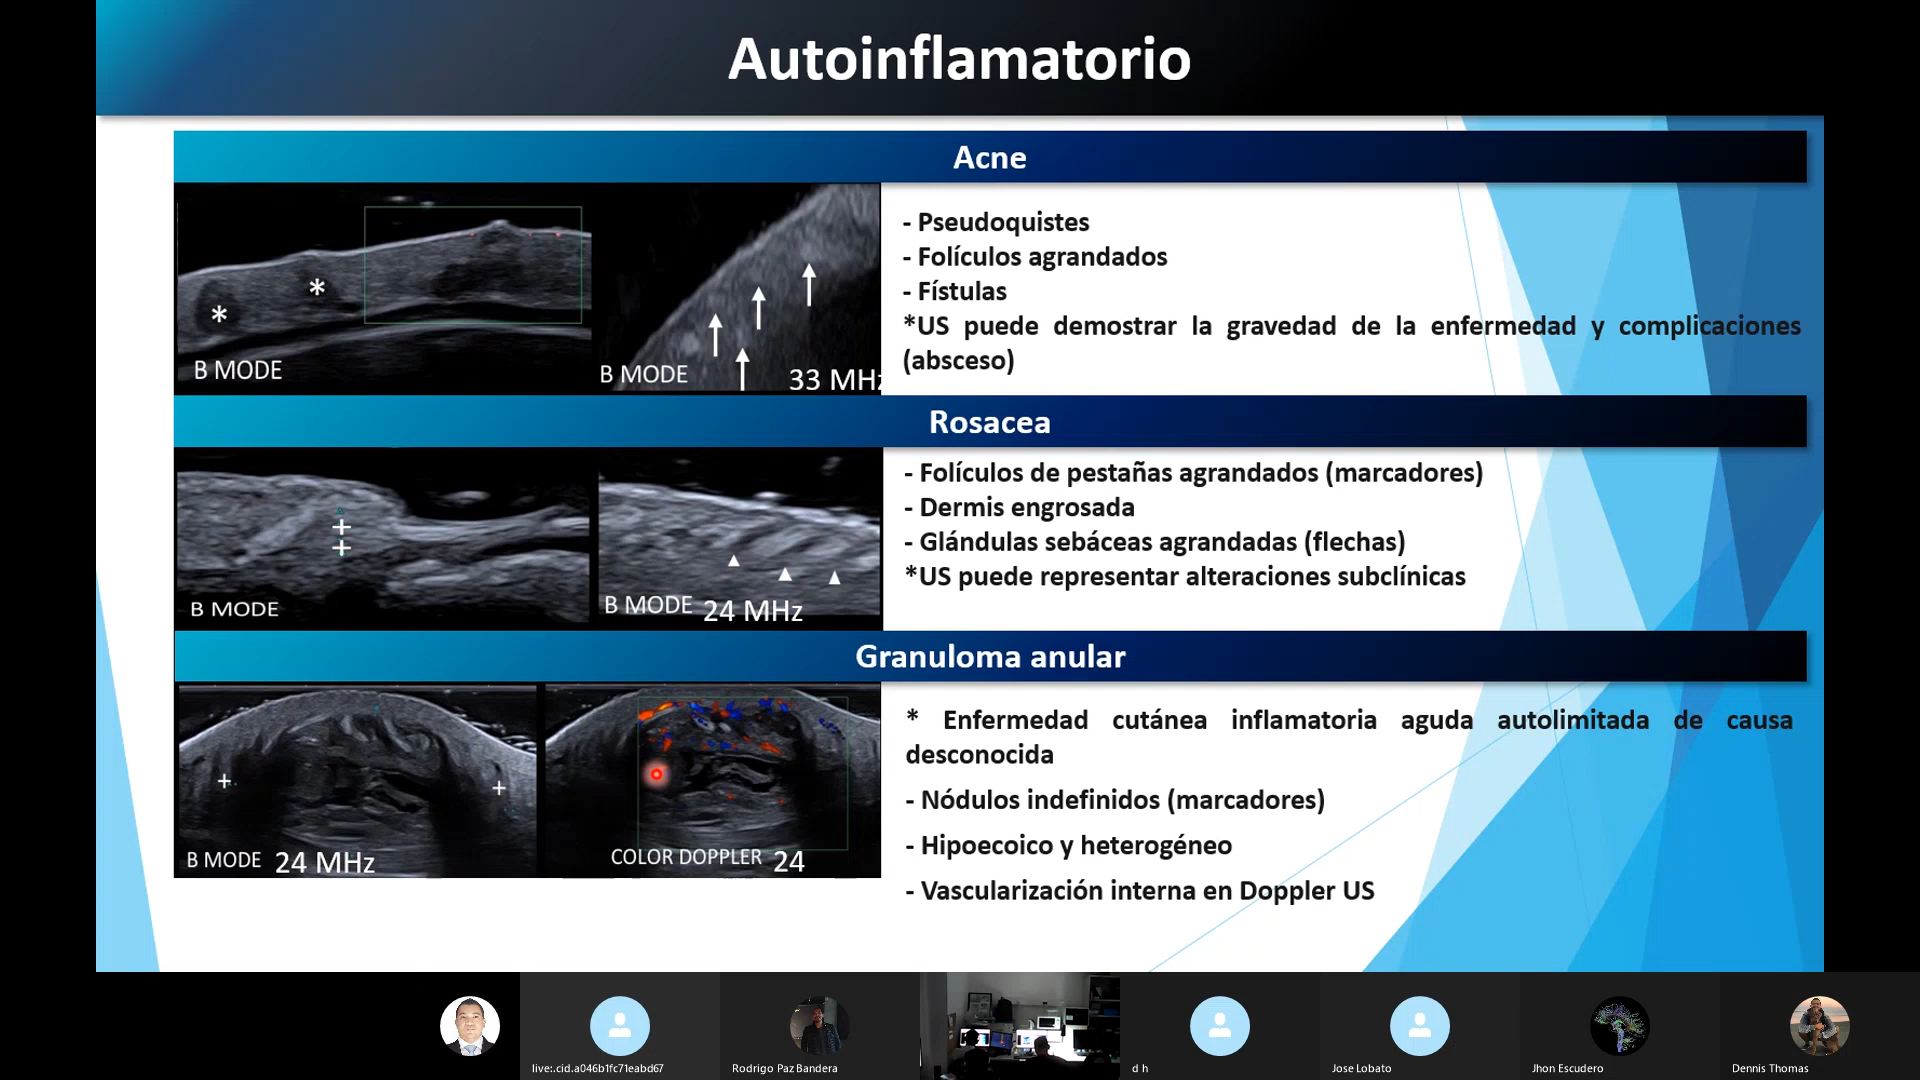 Autoinflamatorio
Acne
*
*
B MODE
B MODE
33 MHz
- Pseudoquistes
- Folículos agrandados
- Fístulas
*US puede demostrar la gravedad de la enfermedad y complicaciones
(absceso)
Rosacea
B MODE
B MODE 24 MHz
- Folículos de pestañas agrandados (marcadores)
- Dermis engrosada
- Glándulas sebáceas agrandadas (flechas)
*US puede representar alteraciones subclínicas
Granuloma anular
B MODE 24 MHz
COLOR DOPPLER 24
* Enfermedad cutánea inflamatoria aguda autolimitada de causa
desconocida
- Nódulos indefinidos (marcadores)
- Hipoecoico y heterogéneo
- Vascularización interna en Doppler US
live:.cid.a046b1fc71eabd67
Rodrigo Paz Bandera
d h
Jose Lobato
Jhon Escudero
Dennis Thomas